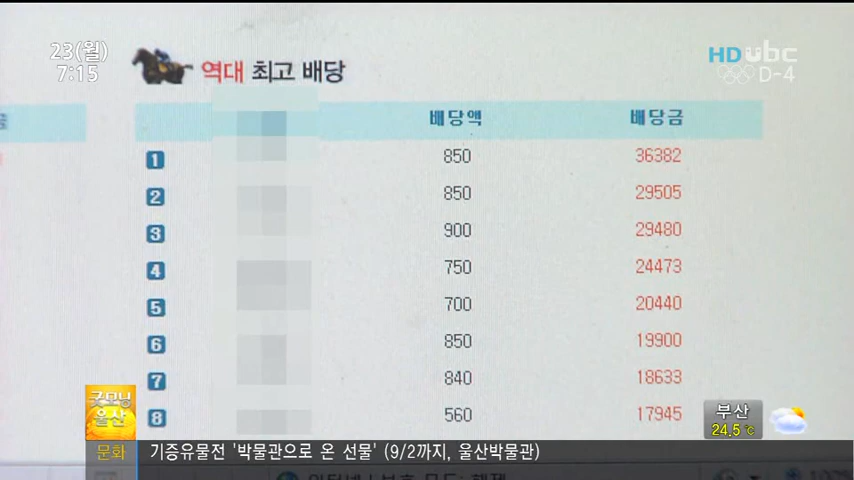 23(월)
7:15
HD ubc
D-4
역대 최고 배당
배당액 배당금
1 850 36382
2 850 29505
3 900 29480
4 750 24473
5 700 20440
6 850 19900
7 840 18633
8 560 17945
굿모닝
울산
부산
24.5℃
문화 기증유물전 '박물관으로 온 선물' (9/2까지, 울산박물관)